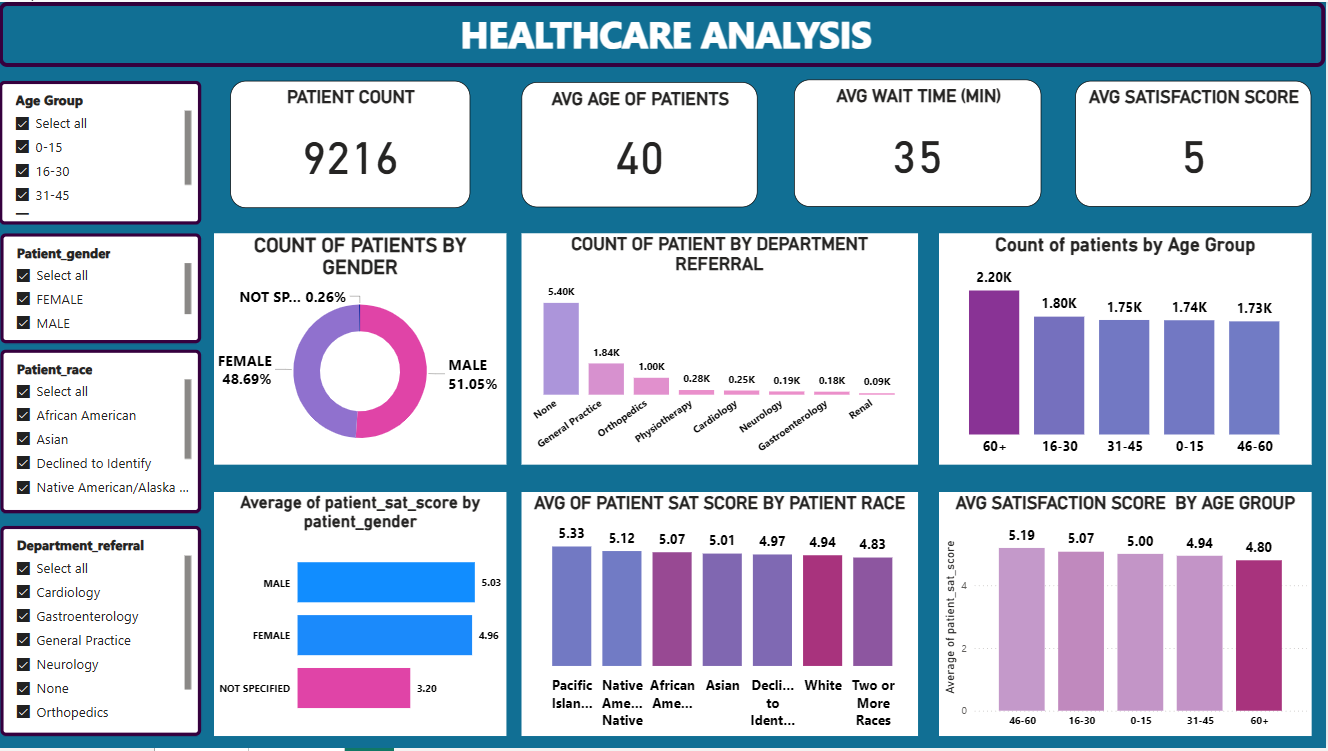 HEALTHCARE ANALYSIS
Age Group
Select all
0-15
16-30
31-45
PATIENT COUNT
9216
AVG AGE OF PATIENTS
40
AVG WAIT TIME (MIN)
35
AVG SATISFACTION SCORE
5
Patient_gender
Select all
FEMALE
MALE
Patient_race
Select all
African American
Asian
Declined to Identify
Native American/Alaska ...
Department_referral
Select all
Cardiology
Gastroenterology
General Practice
Neurology
None
Orthopedics
COUNT OF PATIENTS BY
GENDER
NOT SP... 0.26%
FEMALE
48.69%
MALE
51.05%
COUNT OF PATIENT BY DEPARTMENT
REFERRAL
5.40K
1.84K
1.00K
0.28K
0.25K
0.19K
0.18K
0.09K
None
General Practice
Orthopedics
Physiotherapy
Cardiology
Neurology
Gastroenterology
Renal
Count of patients by Age Group
2.20K
1.80K
1.75K
1.74K
1.73K
60+
16-30
31-45
0-15
46-60
Average of patient_sat_score by
patient_gender
MALE
5.03
FEMALE
4.96
NOT SPECIFIED
3.20
AVG OF PATIENT SAT SCORE BY PATIENT RACE
5.33
5.12
5.07
5.01
4.97
4.94
4.83
Pacific
Islan...
Native
Ame...
Native
African
Ame...
Asian
Decli...
to
Ident...
White
Two or
More
Races
AVG SATISFACTION SCORE BY AGE GROUP
Average of patient_sat_score
4
2
0
5.19
5.07
5.00
4.94
4.80
46-60
16-30
0-15
31-45
60+